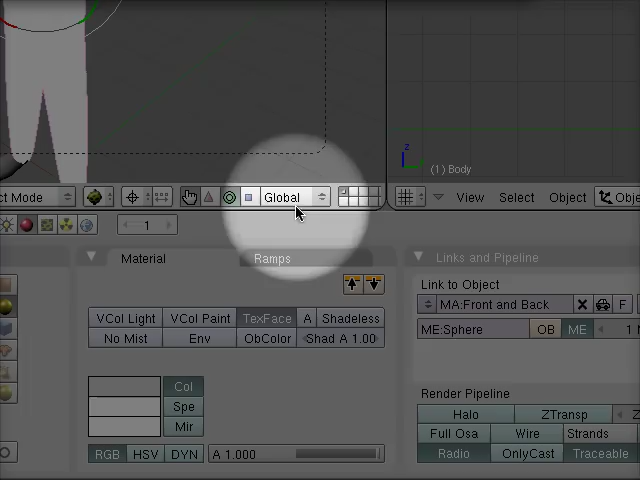 z
(1) Body
ct Mode
Global
View Select Object Obje
1
Material Ramps Links and Pipeline
Link to Object
MA:Front and Back F
VCol Light VCol Paint TexFace A Shadeless
ME:Sphere OB ME 1 M
No Mist Env ObColor Shad A 1.00
Col
Spe
Mir
Render Pipeline
Halo ZTransp Z
Full Osa Wire Strands
RGB HSV DYN A 1.000
Radio OnlyCast Traceable